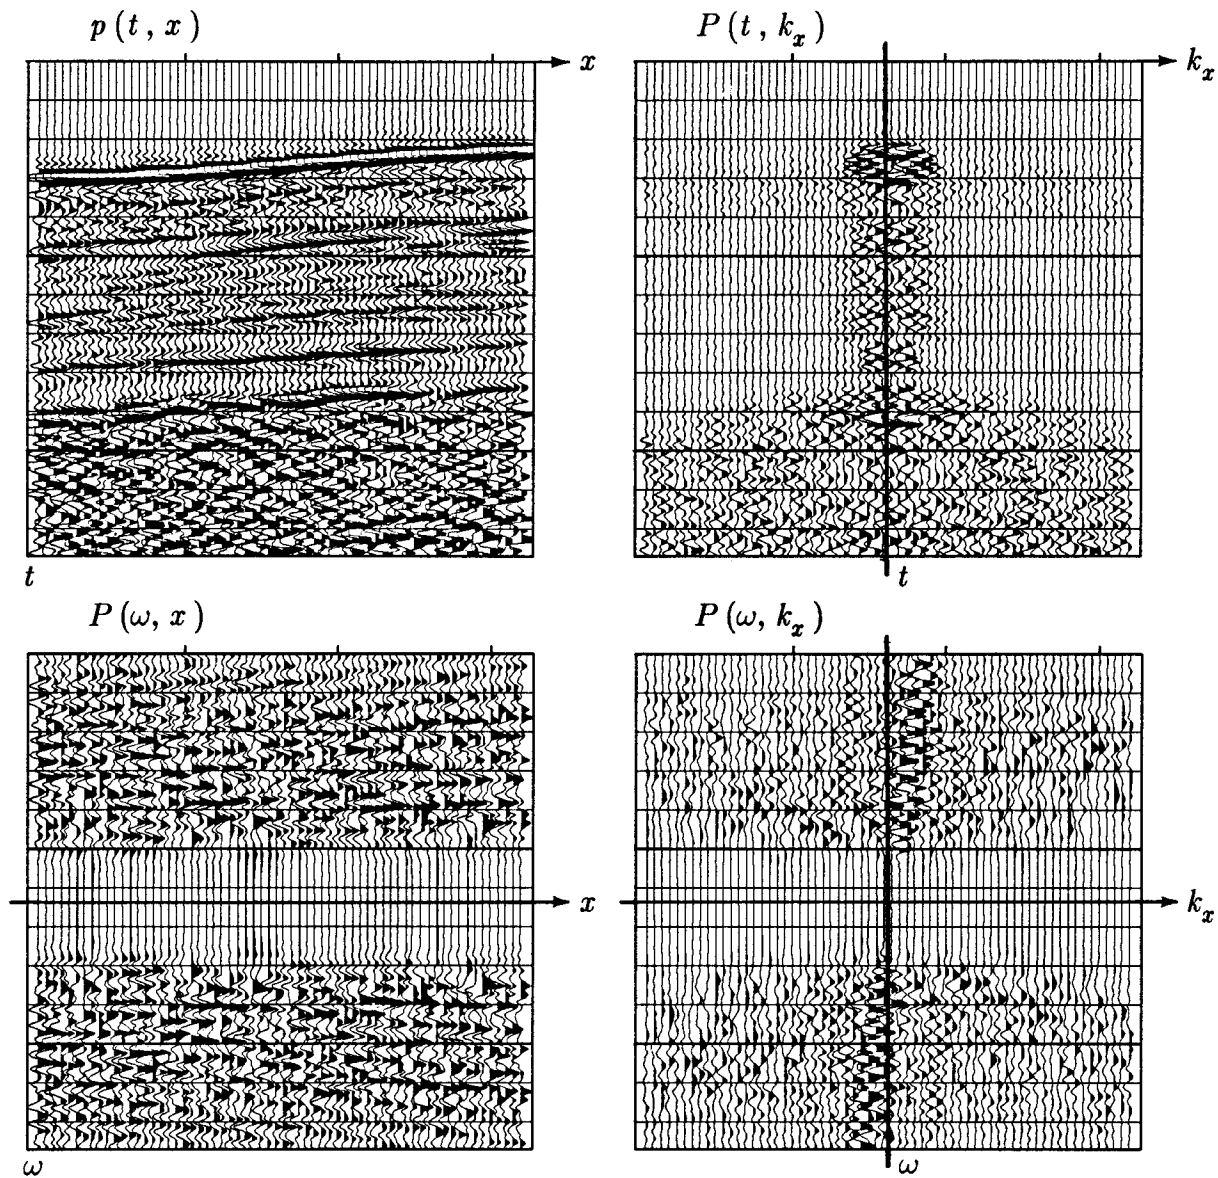 p (t , x)
P (t , k_x)
x
k_x
t
t
P (ω, x)
P (ω, k_x)
x
k_x
ω
ω